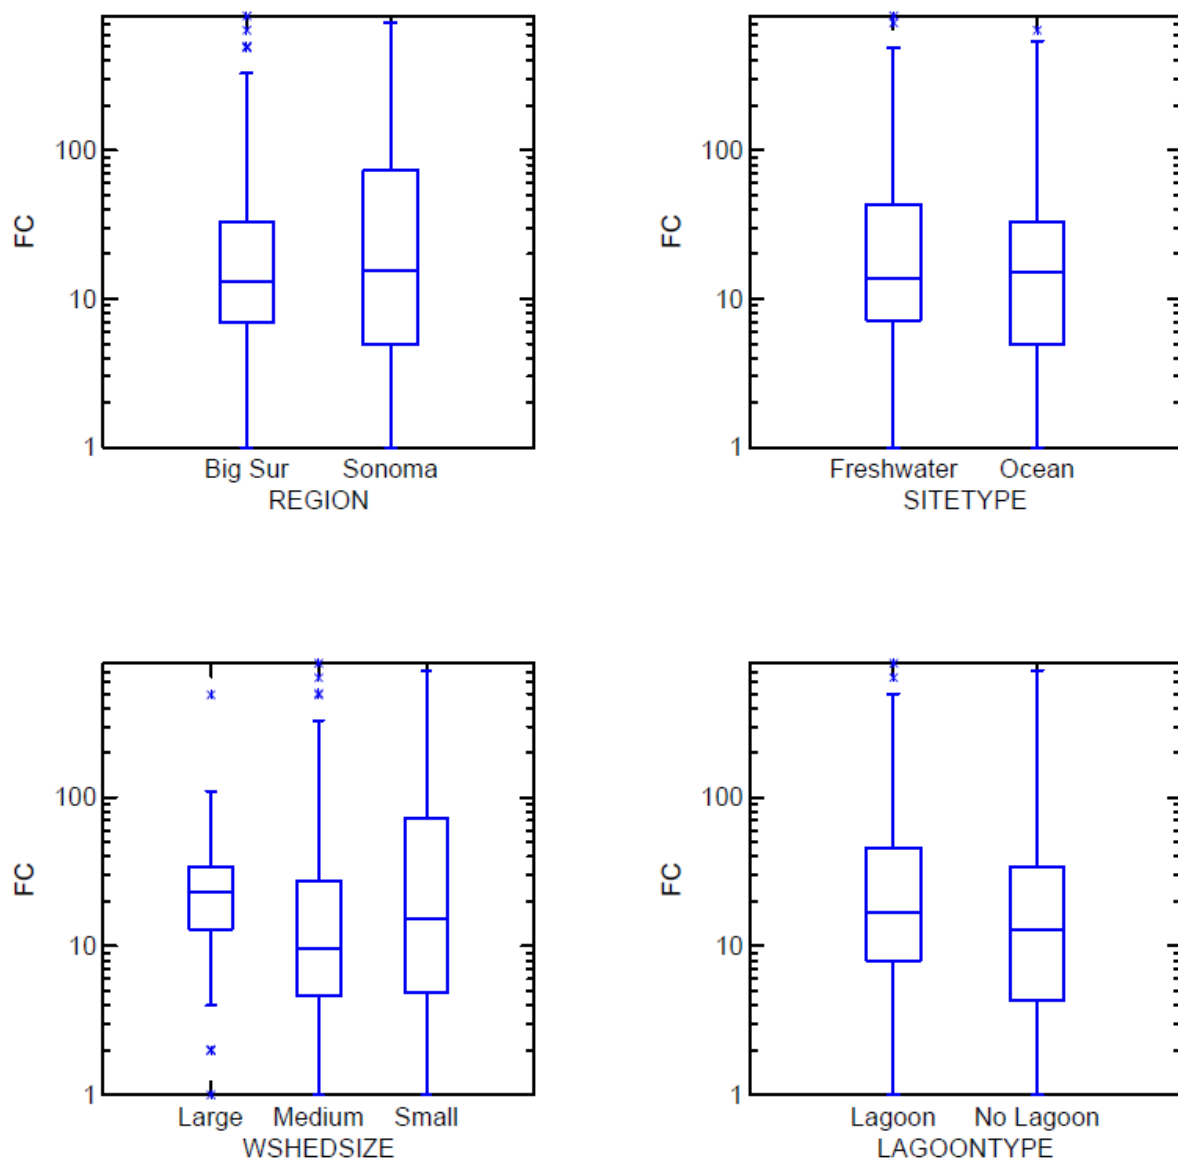 100
10
1
FC
Big Sur Sonoma
REGION
100
10
1
FC
Freshwater Ocean
SITETYPE
100
10
1
FC
Large Medium Small
WSHEDSIZE
100
10
1
FC
Lagoon No Lagoon
LAGOONTYPE